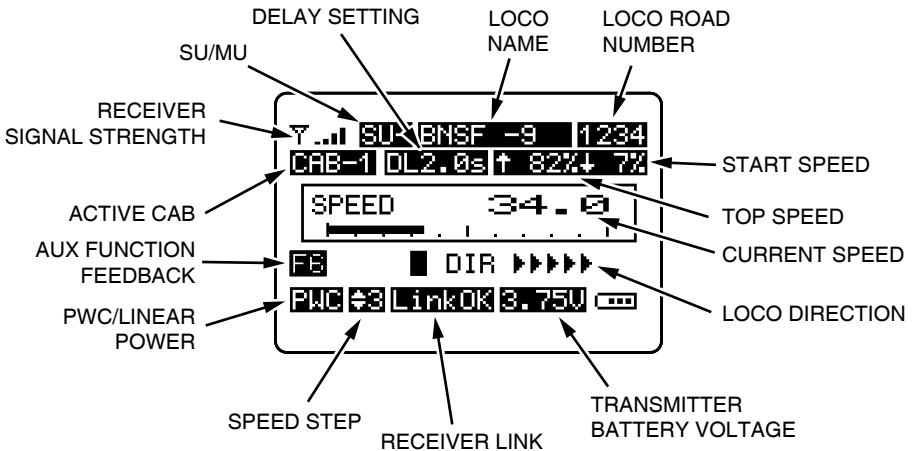 DELAY SETTING
LOCO
NAME
LOCO ROAD
NUMBER
SU/MU
RECEIVER
SIGNAL STRENGTH
SU BNSF -9 1234
CAB-1 DL2.0s ↑ 82%↓ 7%
START SPEED
ACTIVE CAB
SPEED 34.0
TOP SPEED
CURRENT SPEED
AUX FUNCTION
FEEDBACK
F6 DIR
LOCO DIRECTION
PWC 3 LinkOK 3.75V
PWC/LINEAR
POWER
SPEED STEP
RECEIVER LINK
TRANSMITTER
BATTERY VOLTAGE